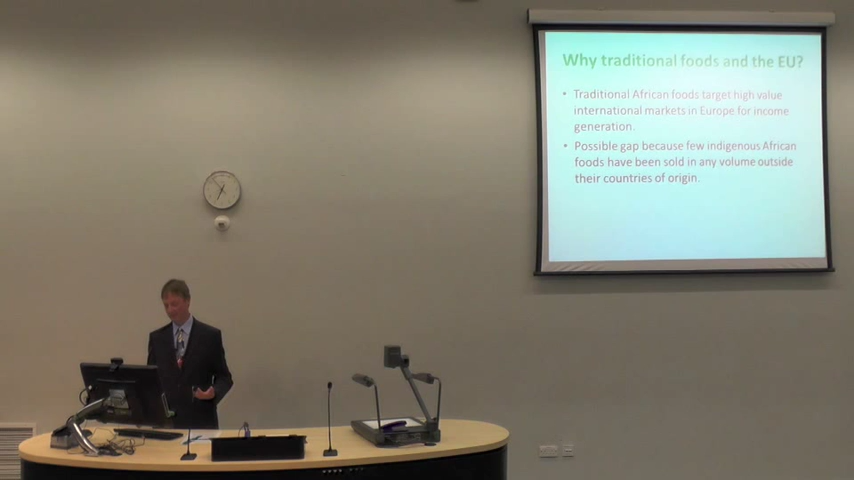 Why traditional foods and the EU?
• Traditional African foods target high value
international markets in Europe for income
generation.
• Possible gap because few indigenous African
foods have been sold in any volume outside
their countries of origin.